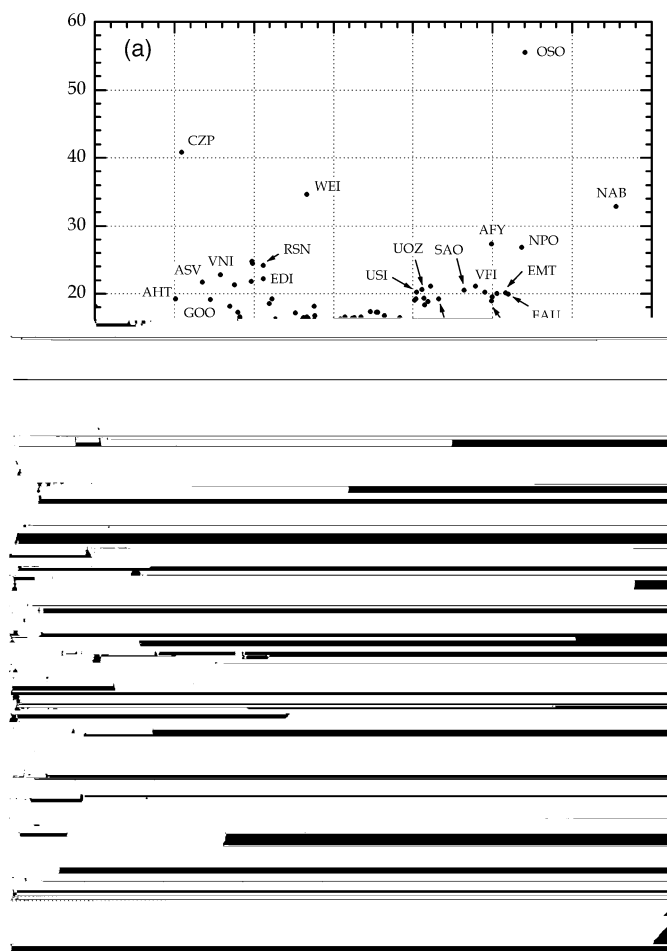 60
(a)
OSO
50
CZP
40
WEI
NAB
30
AFY
NPO
RSN
UOZ
SAO
VNI
ASV
EDI
USI
VFI
EMT
AHT
20
GOO